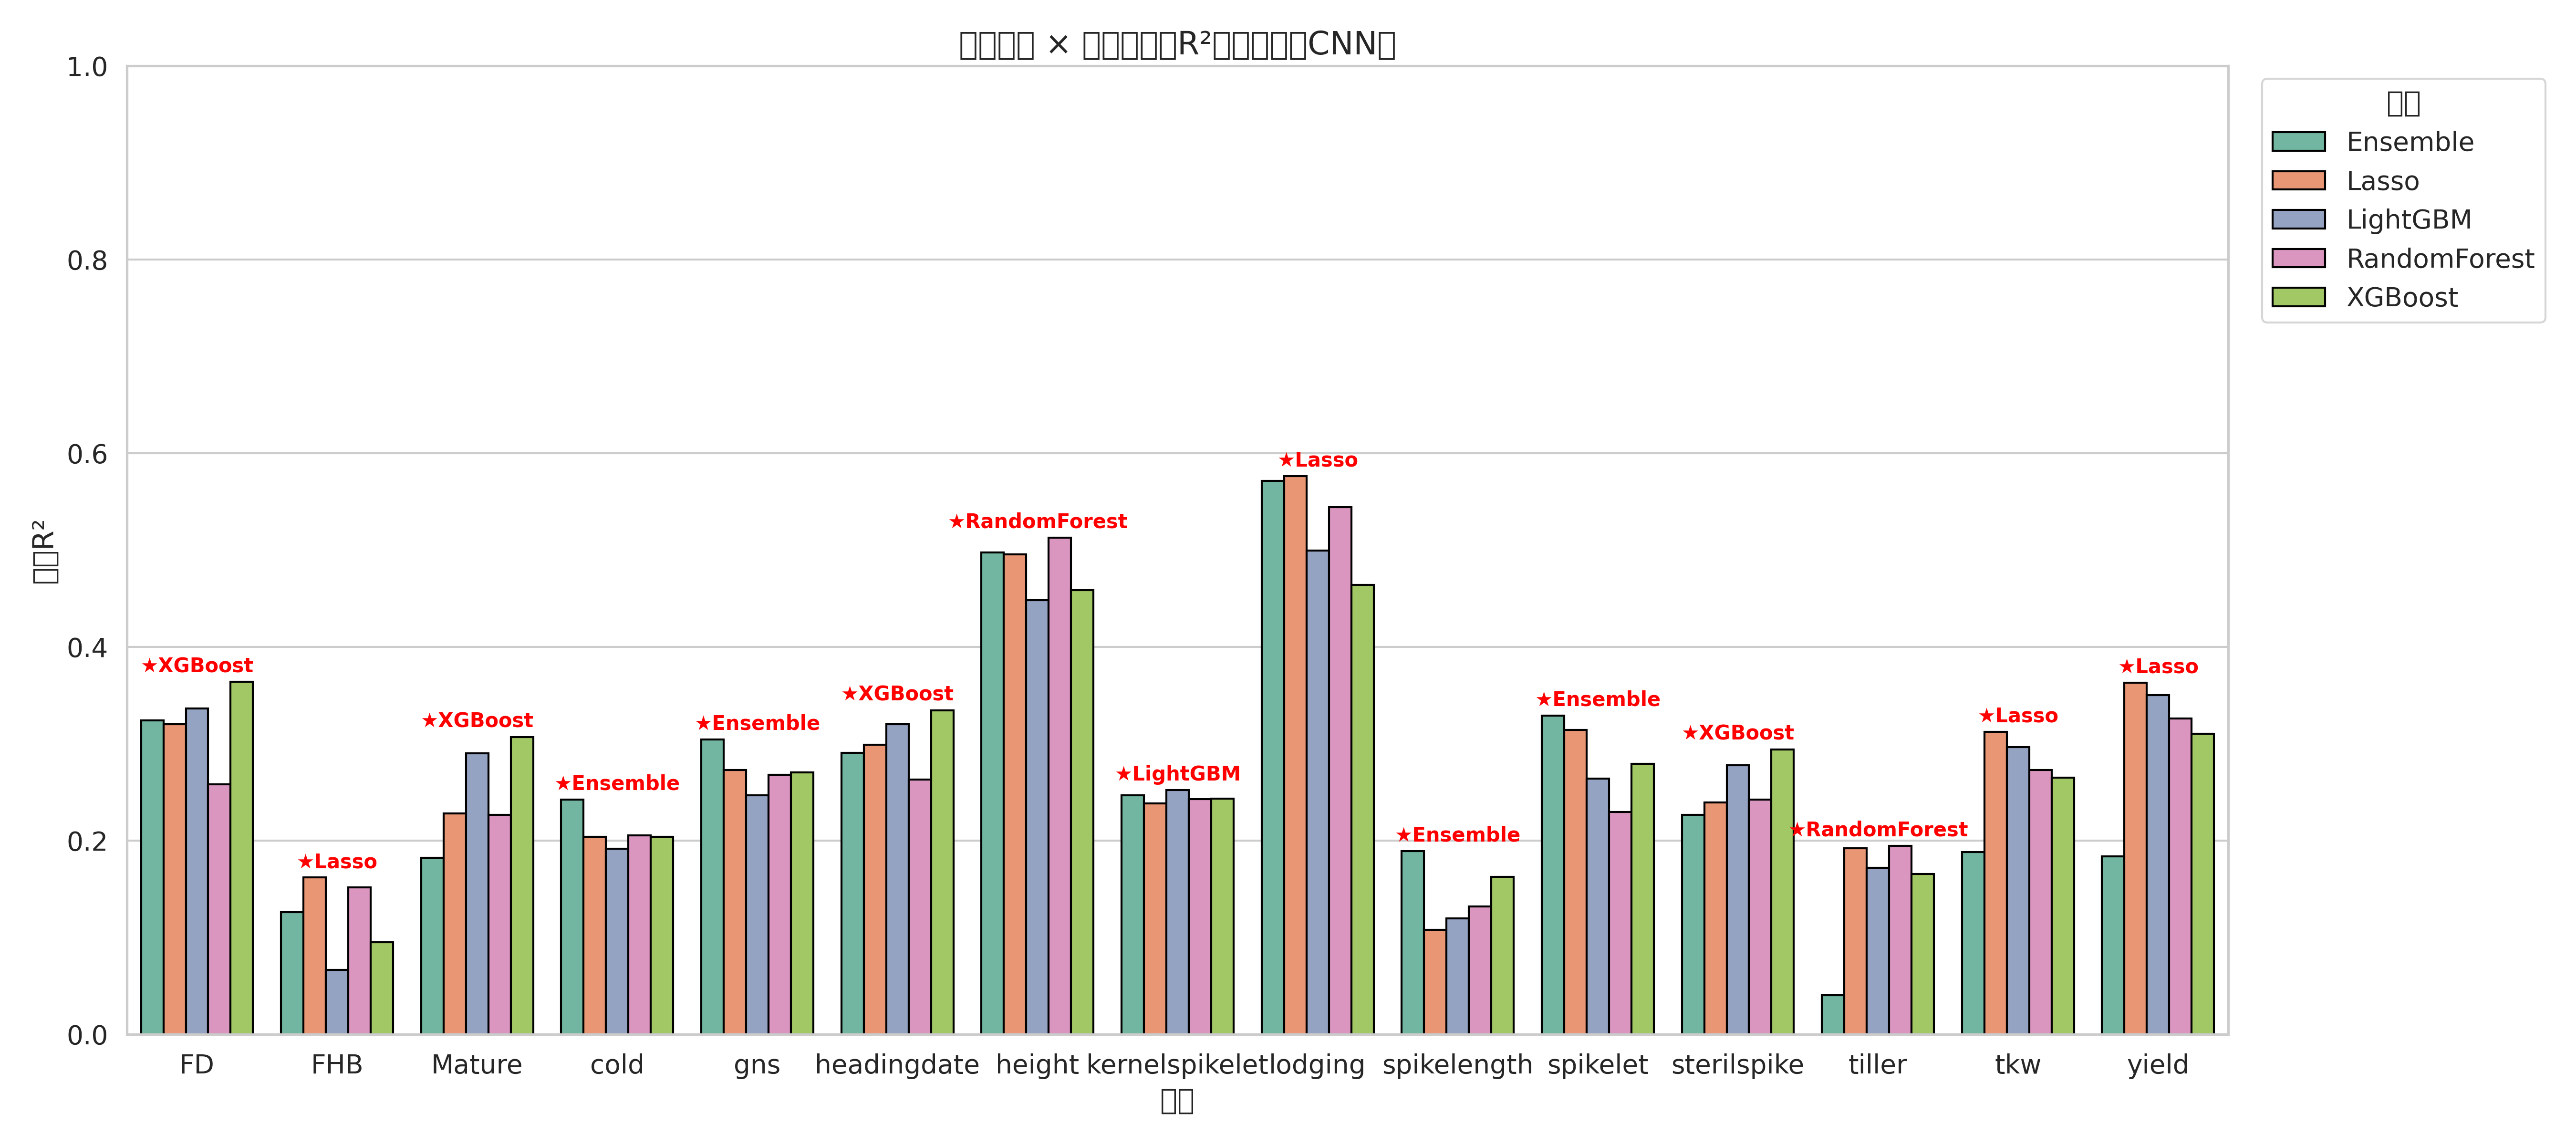 × R² CNN
1.0
0.8
0.6
0.4
0.2
0.0
R²
★XGBoost
★Lasso
★XGBoost
★Ensemble
★Ensemble
★XGBoost
★RandomForest
★LightGBM
★Lasso
★Ensemble
★Ensemble
★XGBoost
★RandomForest
★Lasso
★Lasso
FD FHB Mature cold gns headingdate height kernelspikelet lodging spikelength spikelet sterilspike tiller tkw yield
Ensemble
Lasso
LightGBM
RandomForest
XGBoost